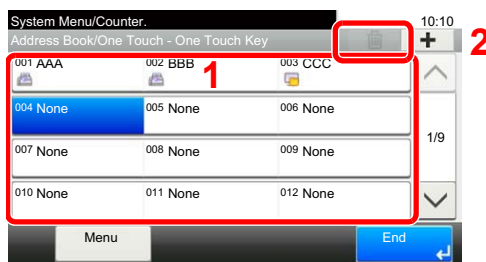 System Menu/Counter. 10:10
Address Book/One Touch - One Touch Key + 2
001 AAA 002 BBB 1 003 CCC
004 None 005 None 006 None
1/9
007 None 008 None 009 None
010 None 011 None 012 None
Menu End